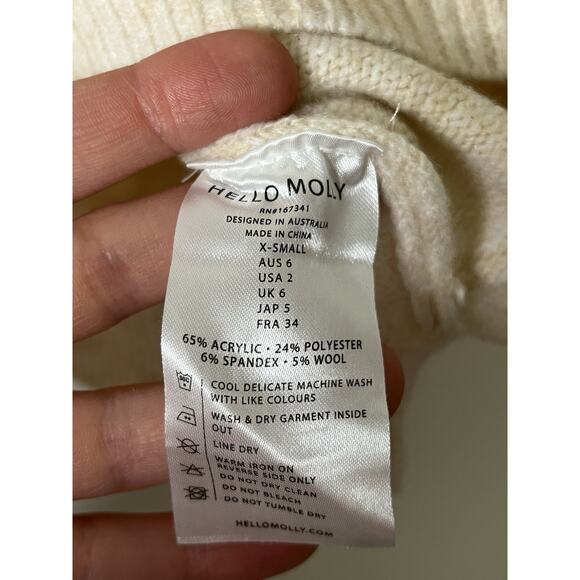 HELLO MOLLY
RN#167341
DESIGNED IN AUSTRALIA
MADE IN CHINA
X-SMALL
AUS 6
USA 2
UK 6
JAP 5
FRA 34
65% ACRYLIC • 24% POLYESTER
6% SPANDEX • 5% WOOL
COOL DELICATE MACHINE WASH
WITH LIKE COLOURS
WASH & DRY GARMENT INSIDE
OUT
LINE DRY
WARM IRON ON
REVERSE SIDE ONLY
DO NOT DRY CLEAN
DO NOT BLEACH
DO NOT TUMBLE DRY
HELLOMOLLY.COM